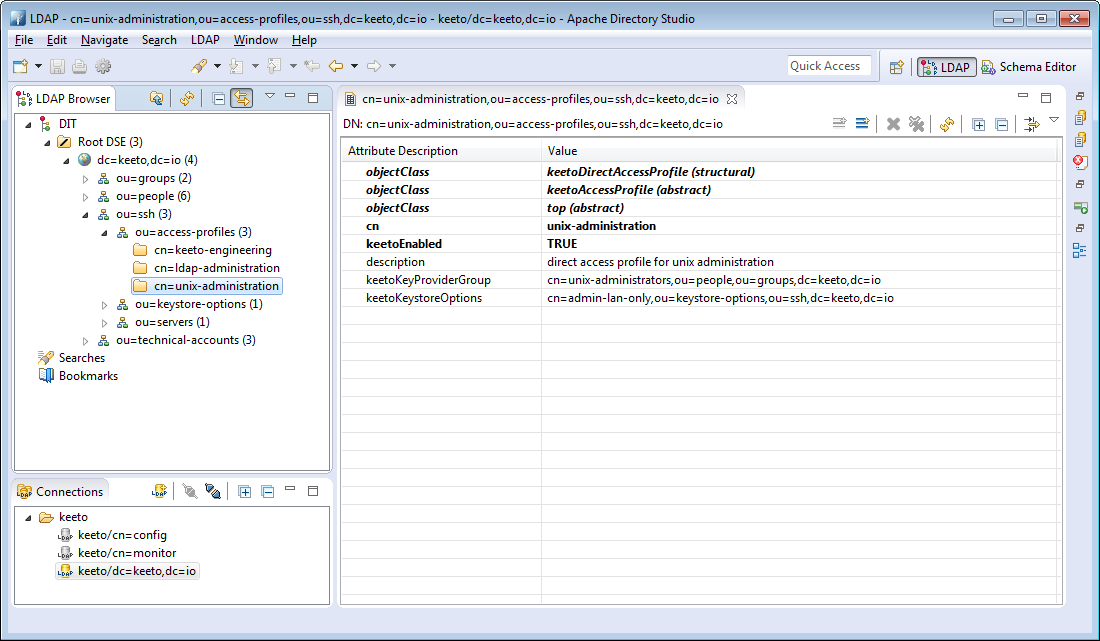 LDAP - cn=unix-administration,ou=access-profiles,ou=ssh,dc=keeto,dc=io - keeto/dc=keeto,dc=io - Apache Directory Studio
File Edit Navigate Search LDAP Window Help
Quick Access LDAP Schema Editor
LDAP Browser
DIT
Root DSE (3)
dc=keeto,dc=io (4)
ou=groups (2)
ou=people (6)
ou=ssh (3)
ou=access-profiles (3)
cn=keeto-engineering
cn=ldap-administration
cn=unix-administration
ou=keystore-options (1)
ou=servers (1)
ou=technical-accounts (3)
Searches
Bookmarks
Connections
LDAP
keeto
LDAP keeto/cn=config
LDAP keeto/cn=monitor
LDAP keeto/dc=keeto,dc=io
cn=unix-administration,ou=access-profiles,ou=ssh,dc=keeto,dc=io
DN: cn=unix-administration,ou=access-profiles,ou=ssh,dc=keeto,dc=io
Attribute Description Value
objectClass keetoDirectAccessProfile (structural)
objectClass keetoAccessProfile (abstract)
objectClass top (abstract)
cn unix-administration
keetoEnabled TRUE
description direct access profile for unix administration
keetoKeyProviderGroup cn=unix-administrators,ou=people,ou=groups,dc=keeto,dc=io
keetoKeystoreOptions cn=admin-lan-only,ou=keystore-options,ou=ssh,dc=keeto,dc=io